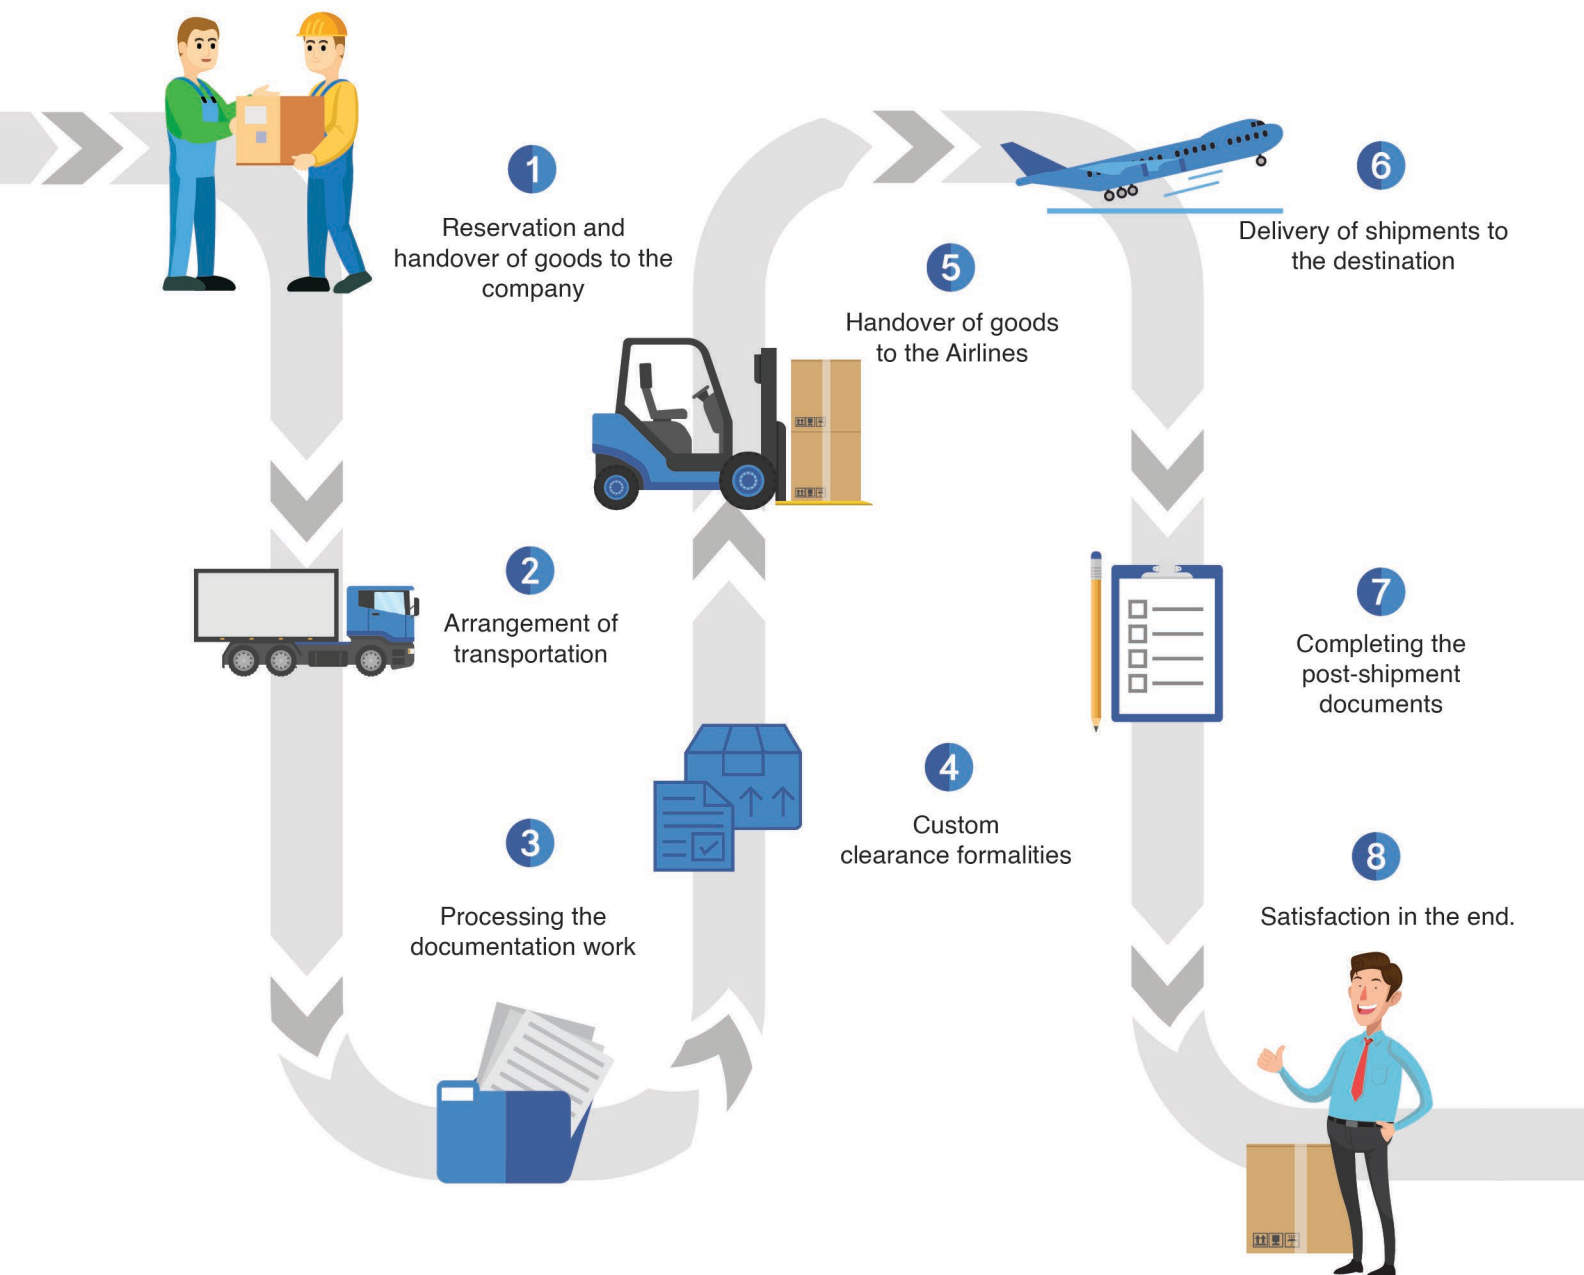 1
Reservation and
handover of goods to the
company
2
Arrangement of
transportation
3
Processing the
documentation work
4
Custom
clearance formalities
5
Handover of goods
to the Airlines
6
Delivery of shipments to
the destination
7
Completing the
post-shipment
documents
8
Satisfaction in the end.